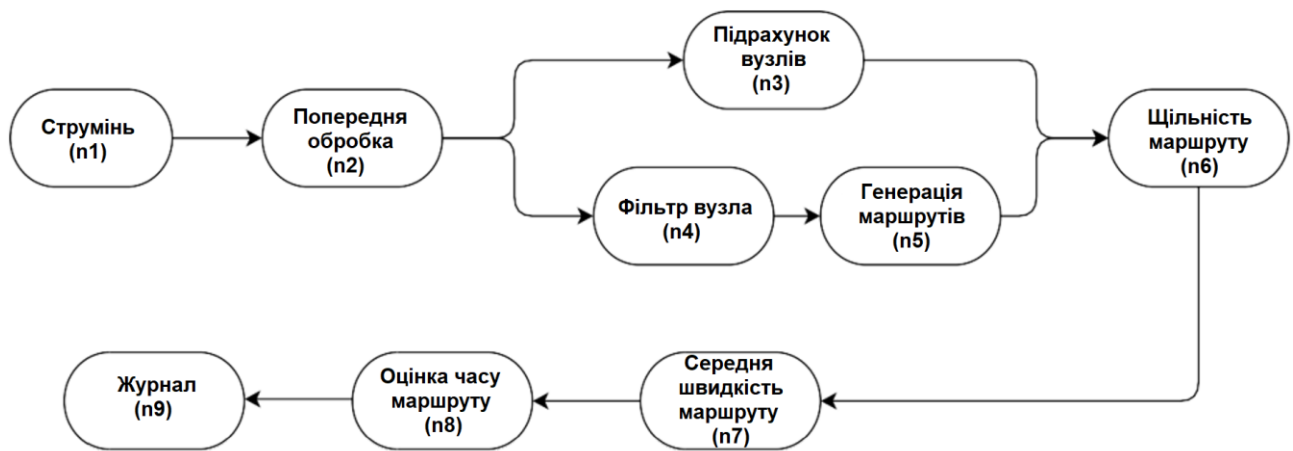 Струмінь
(n1)
Попередня
обробка
(n2)
Підрахунок
вузлів
(n3)
Фільтр вузла
(n4)
Генерація
маршрутів
(n5)
Щільність
маршруту
(n6)
Середня
швидкість
маршруту
(n7)
Оцінка часу
маршруту
(n8)
Журнал
(n9)